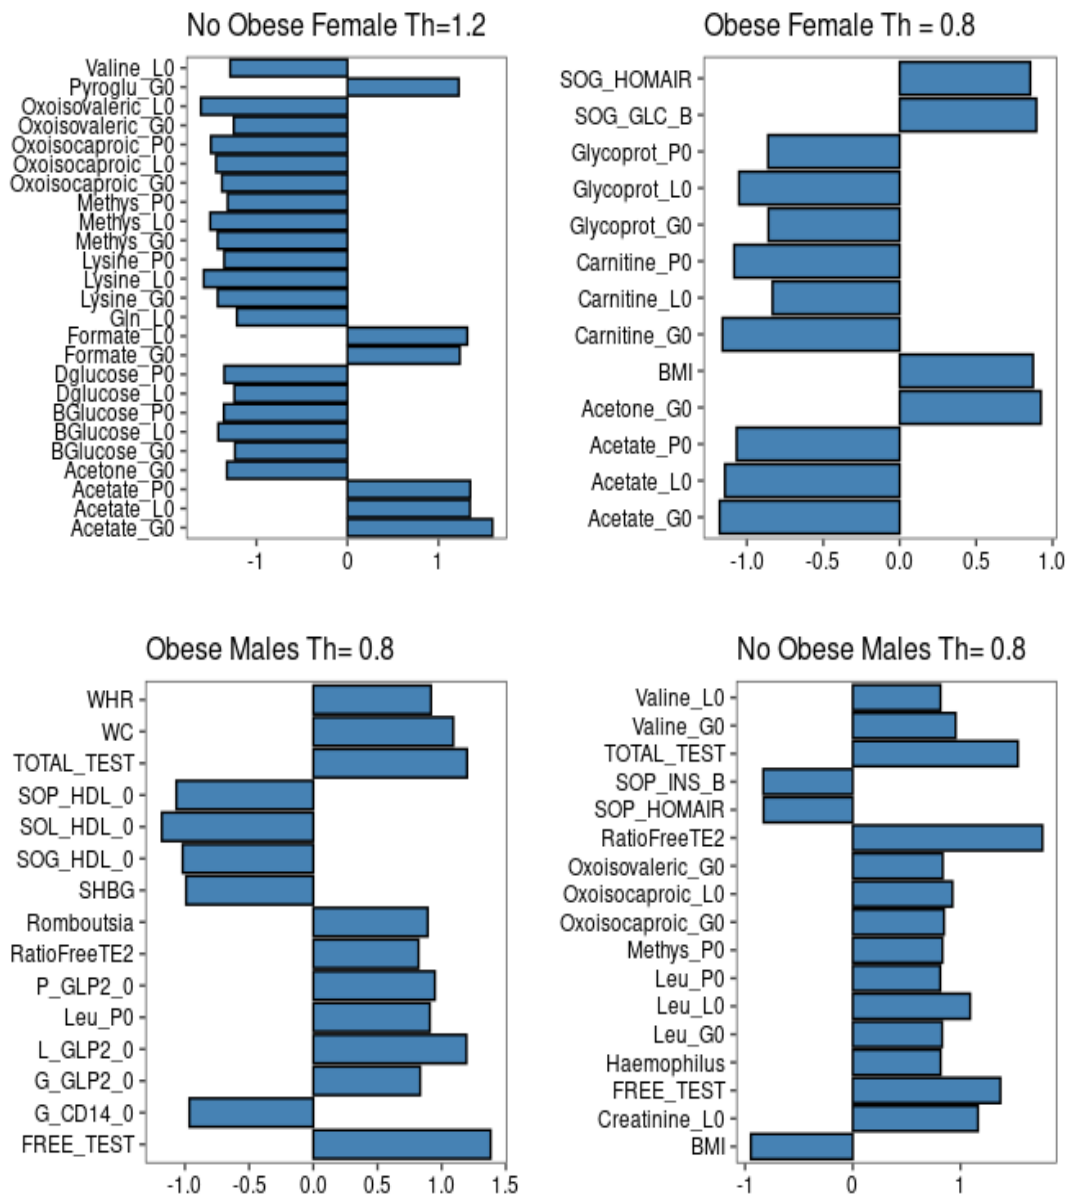 No Obese Female Th=1.2
Valine_L0
Pyroglu_G0
Oxoisovaleric_L0
Oxoisovaleric_G0
Oxoisocaproic_P0
Oxoisocaproic_L0
Oxoisocaproic_G0
Methys_P0
Methys_L0
Methys_G0
Lysine_P0
Lysine_L0
Lysine_G0
Gln_L0
Formate_L0
Formate_G0
Dglucose_P0
Dglucose_L0
BGlucose_P0
BGlucose_L0
BGlucose_G0
Acetone_G0
Acetate_P0
Acetate_L0
Acetate_G0
-1 0 1
Obese Female Th = 0.8
SOG_HOMAIR
SOG_GLC_B
Glycoprot_P0
Glycoprot_L0
Glycoprot_G0
Carnitine_P0
Carnitine_L0
Carnitine_G0
BMI
Acetone_G0
Acetate_P0
Acetate_L0
Acetate_G0
-1.0 -0.5 0.0 0.5 1.0
Obese Males Th= 0.8
WHR
WC
TOTAL_TEST
SOP_HDL_0
SOL_HDL_0
SOG_HDL_0
SHBG
Romboutsia
RatioFreeTE2
P_GLP2_0
Leu_P0
L_GLP2_0
G_GLP2_0
G_CD14_0
FREE_TEST
-1.0 -0.5 0.0 0.5 1.0 1.5
No Obese Males Th= 0.8
Valine_L0
Valine_G0
TOTAL_TEST
SOP_INS_B
SOP_HOMAIR
RatioFreeTE2
Oxoisovaleric_G0
Oxoisocaproic_L0
Oxoisocaproic_G0
Methys_P0
Leu_P0
Leu_L0
Leu_G0
Haemophilus
FREE_TEST
Creatinine_L0
BMI
-1 0 1